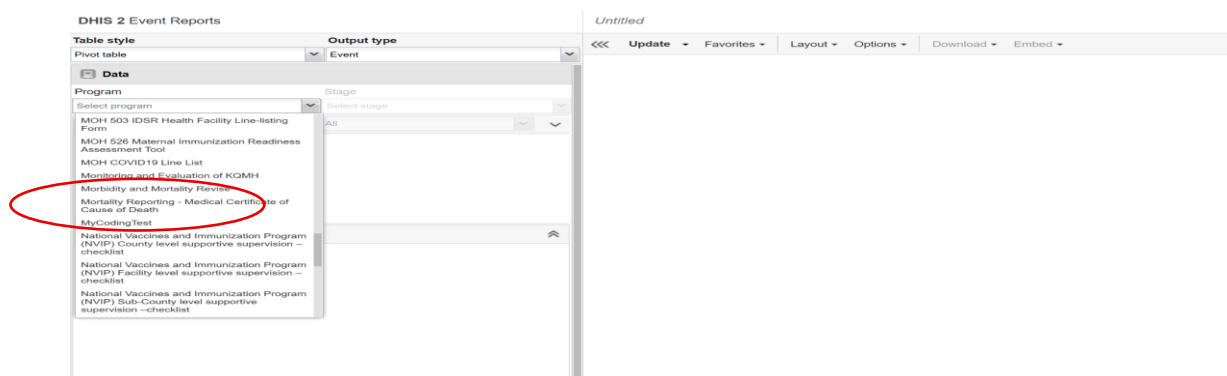 DHIS 2 Event Reports
Untitled
Table style
Output type
Pivot table
Event
Update
Favorites
Layout
Options
Download
Embed
Data
Program
Stage
Select program
Select stage
MOH 503 IDSR Health Facility Line-listing
Form
All
MOH 526 Maternal Immunization Readiness
Assessment Tool
MOH COVID19 Line List
Monitoring and Evaluation of KQMH
Morbidity and Mortality Revise
Mortality Reporting - Medical Certificate of
Cause of Death
MyCodingTest
National Vaccines and Immunization Program
(NVIP) County level supportive supervision –
checklist
National Vaccines and Immunization Program
(NVIP) Facility level supportive supervision –
checklist
National Vaccines and Immunization Program
(NVIP) Sub-County level supportive
supervision –checklist